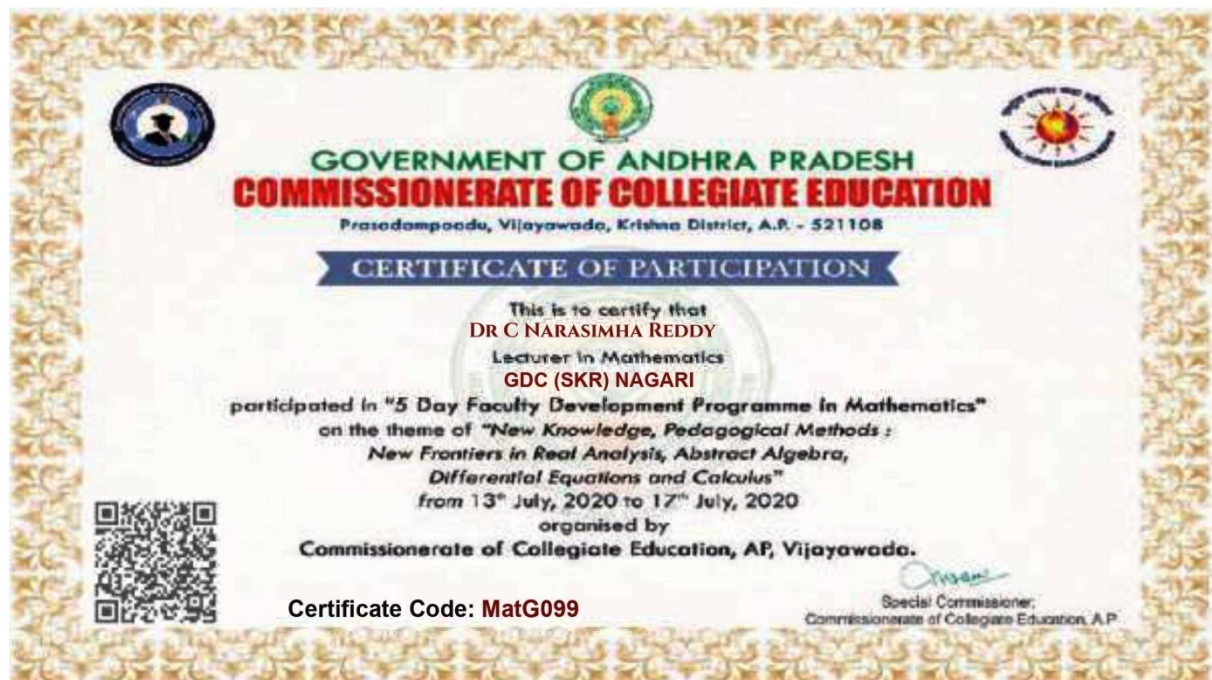 GOVERNMENT OF ANDHRA PRADESH
COMMISSIONERATE OF COLLEGIATE EDUCATION
Prasadampaadu, Vijayawada, Krishna District, A.P. - 521108
CERTIFICATE OF PARTICIPATION
This is to certify that
DR C NARASIMHA REDDY
Lecturer in Mathematics
GDC (SKR) NAGARI
participated in "5 Day Faculty Development Programme in Mathematics"
on the theme of "New Knowledge, Pedagogical Methods :
New Frontiers in Real Analysis, Abstract Algebra,
Differential Equations and Calculus"
from 13th July, 2020 to 17th July, 2020
organised by
Commissionerate of Collegiate Education, AP, Vijayawada.
Certificate Code: MatG099
Special Commissioner,
Commissionerate of Collegiate Education, A.P